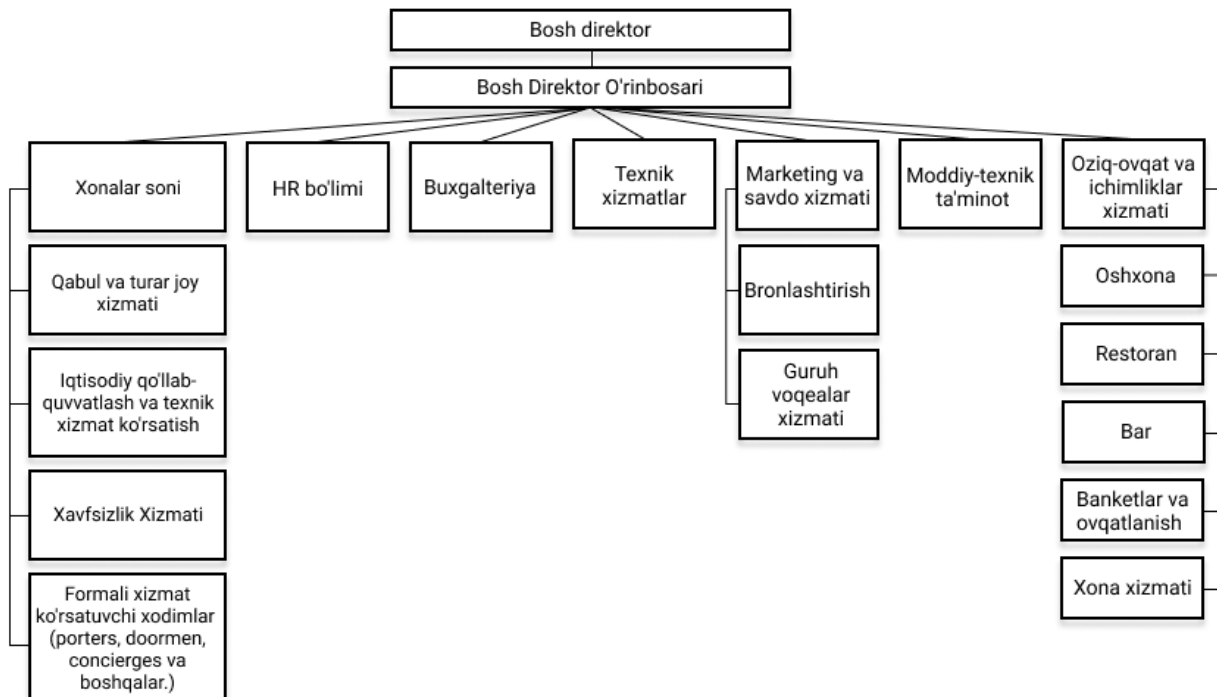 Bosh direktor
Bosh Direktor O'rinbosari
Xonalar soni
HR bo'limi
Buxgalteriya
Texnik
xizmatlar
Marketing va
savdo xizmati
Moddiy-texnik
ta'minot
Oziq-ovqat va
ichimliklar
xizmati
Qabul va turar joy
xizmati
Iqtisodiy qo'llab-
quvvatlash va texnik
xizmat ko'rsatish
Xavfsizlik Xizmati
Formali xizmat
ko'rsatuvchi xodimlar
(porters, doormen,
concierges va
boshqalar.)
Bronlashtirish
Guruh
voqealar
xizmati
Oshxona
Restoran
Bar
Banketlar va
ovqatlanish
Xona xizmati